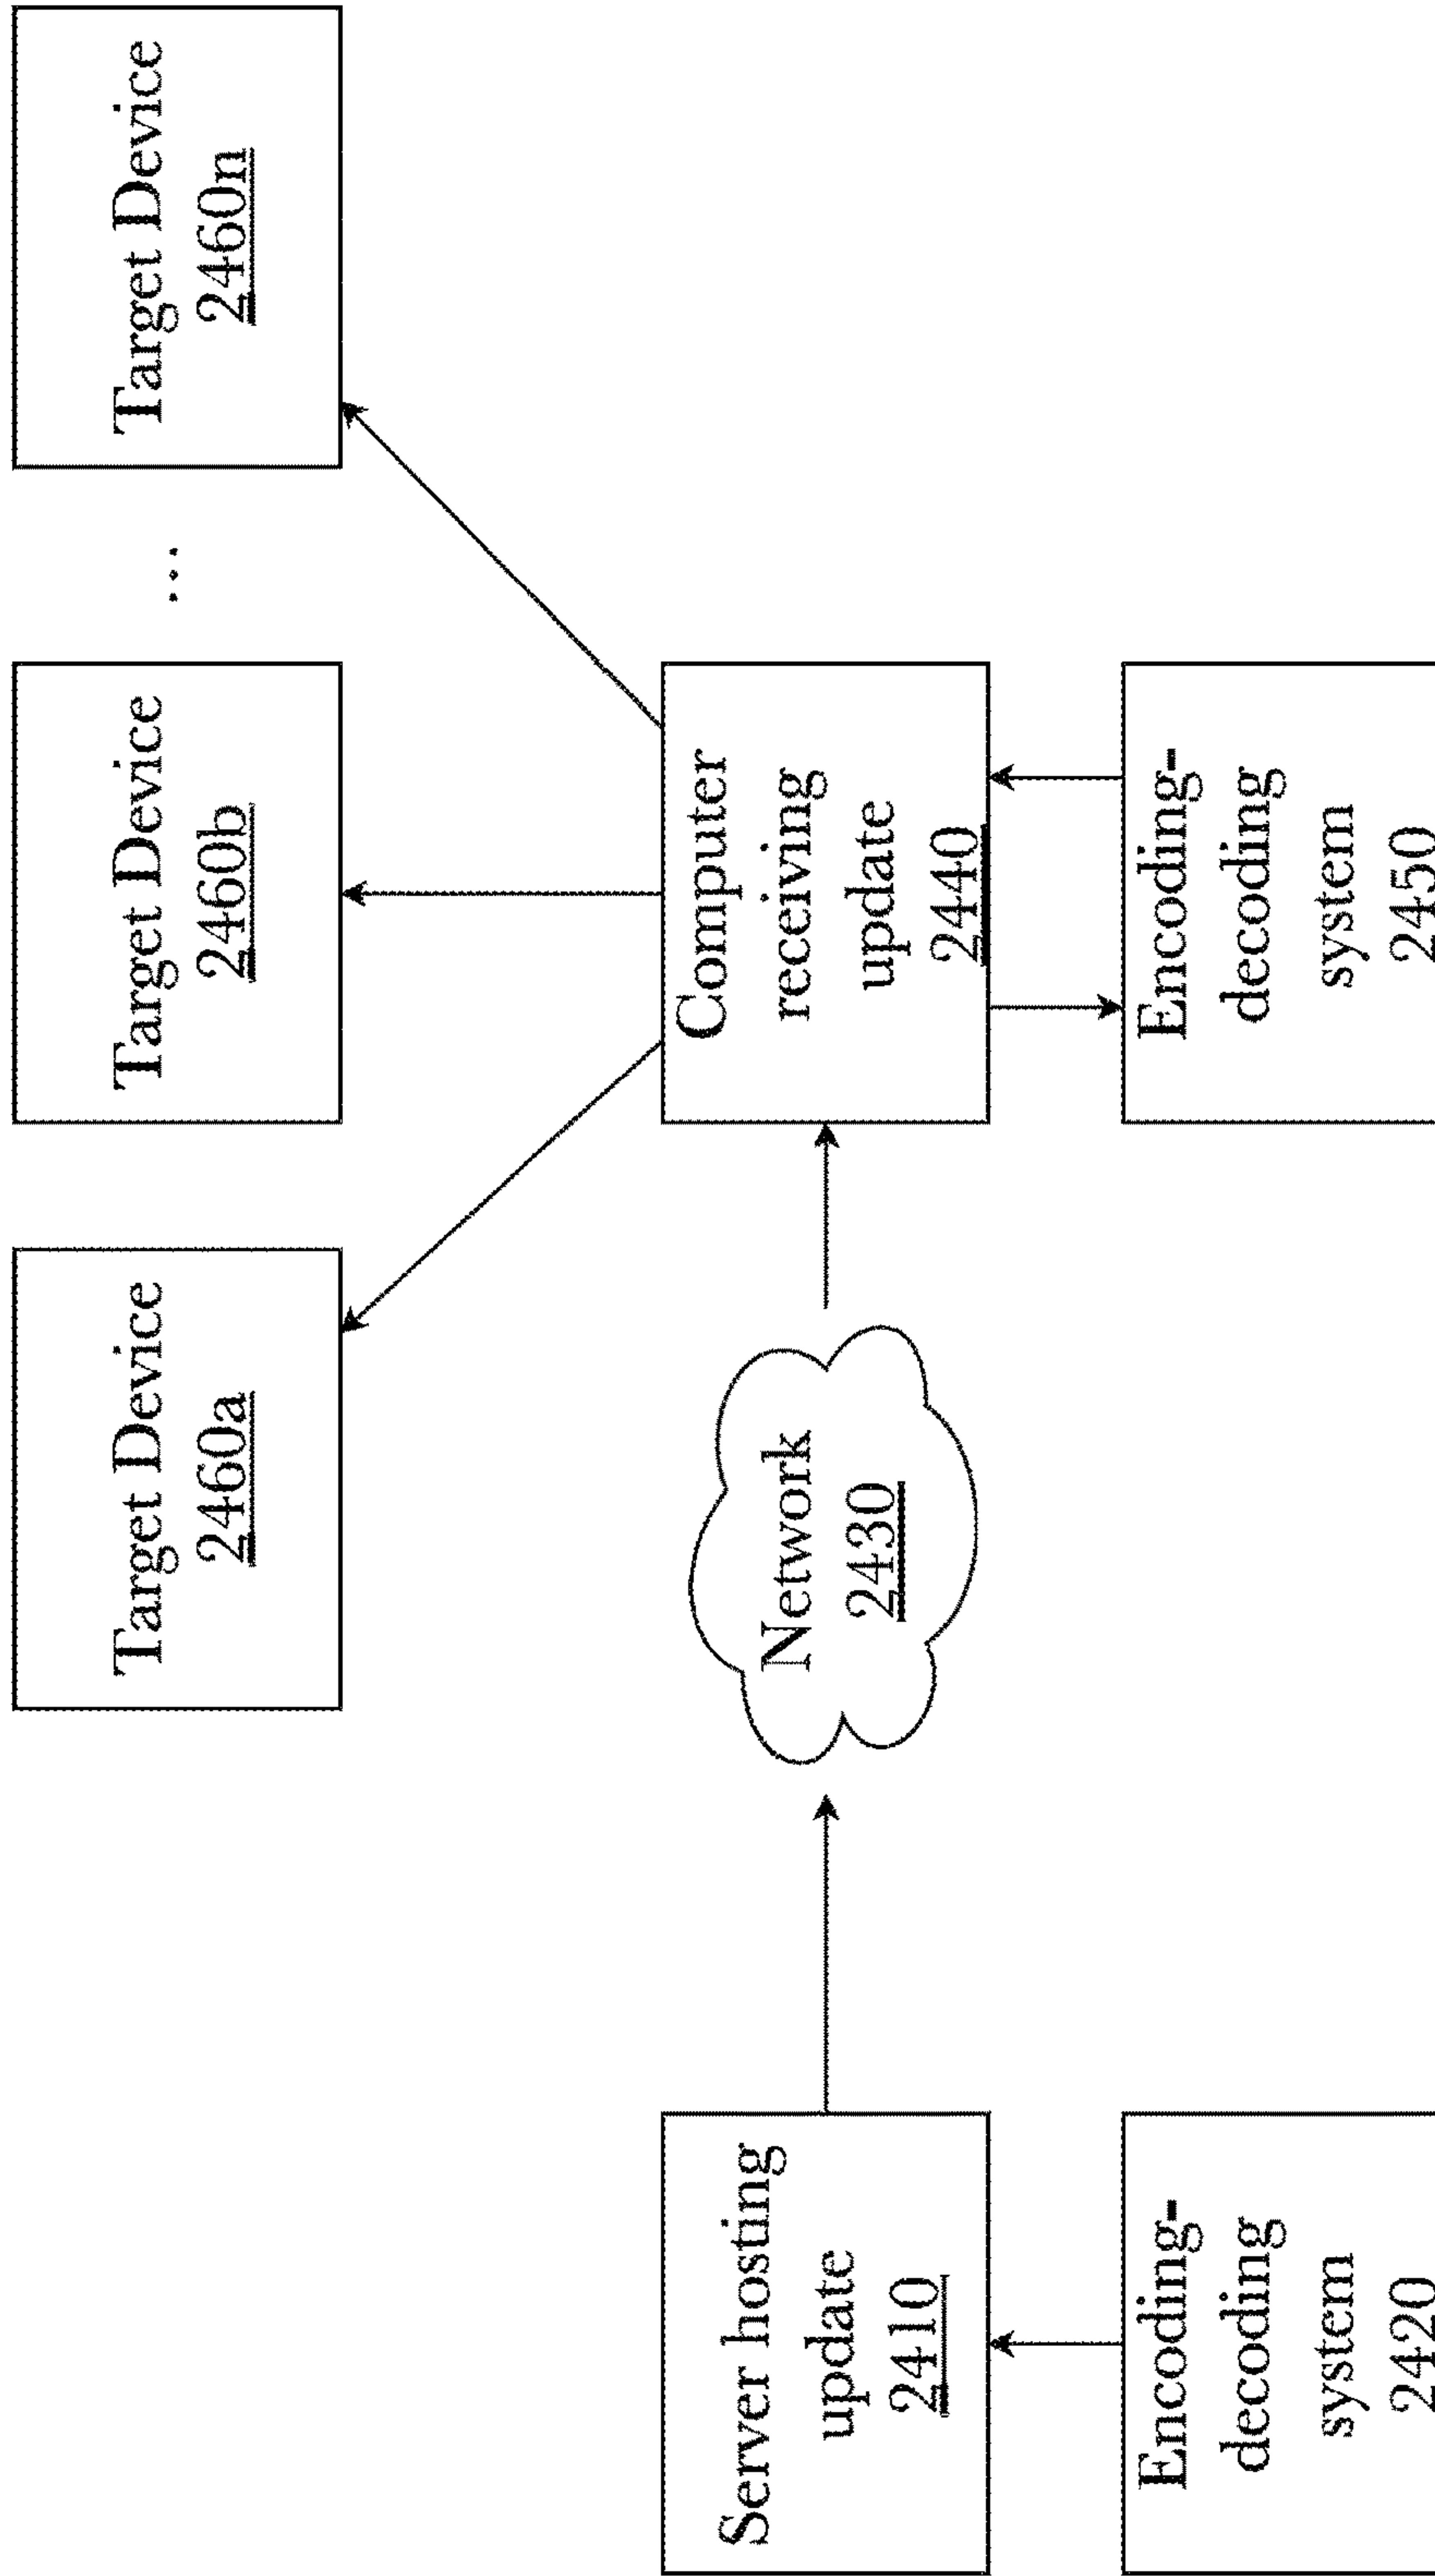 Target Device
2460a
Target Device
2460b
...
Target Device
2460n
Server hosting
update
2410
Network
2430
Computer
receiving
update
2440
Encoding-
decoding
system
2420
Encoding-
decoding
system
2450